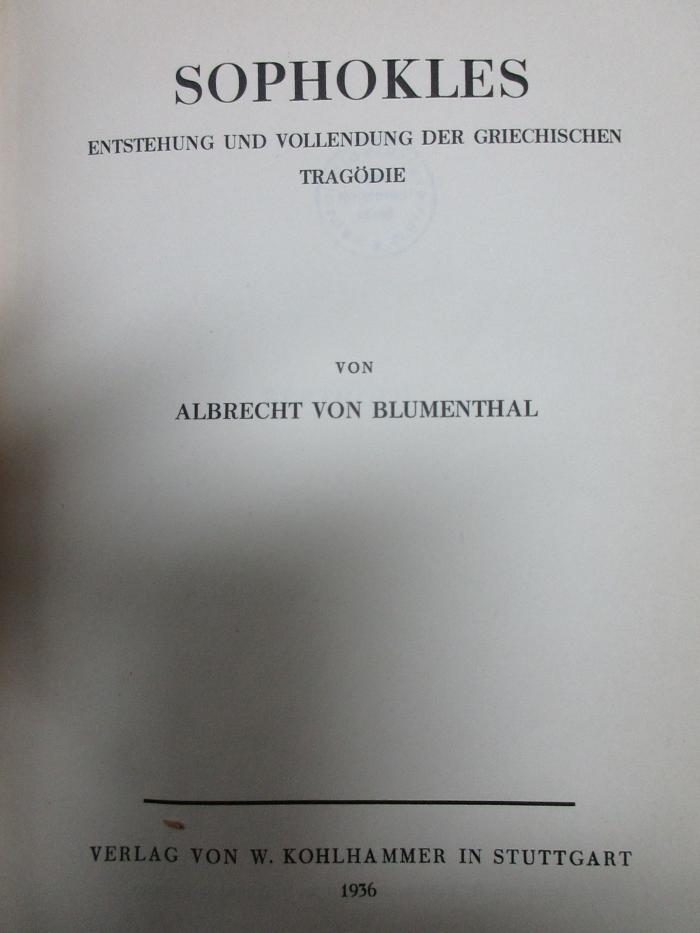 SOPHOKLES
ENTSTEHUNG UND VOLLENDUNG DER GRIECHISCHEN
TRAGÖDIE
VON
ALBRECHT VON BLUMENTHAL
VERLAG VON W. KOHLHAMMER IN STUTTGART
1936